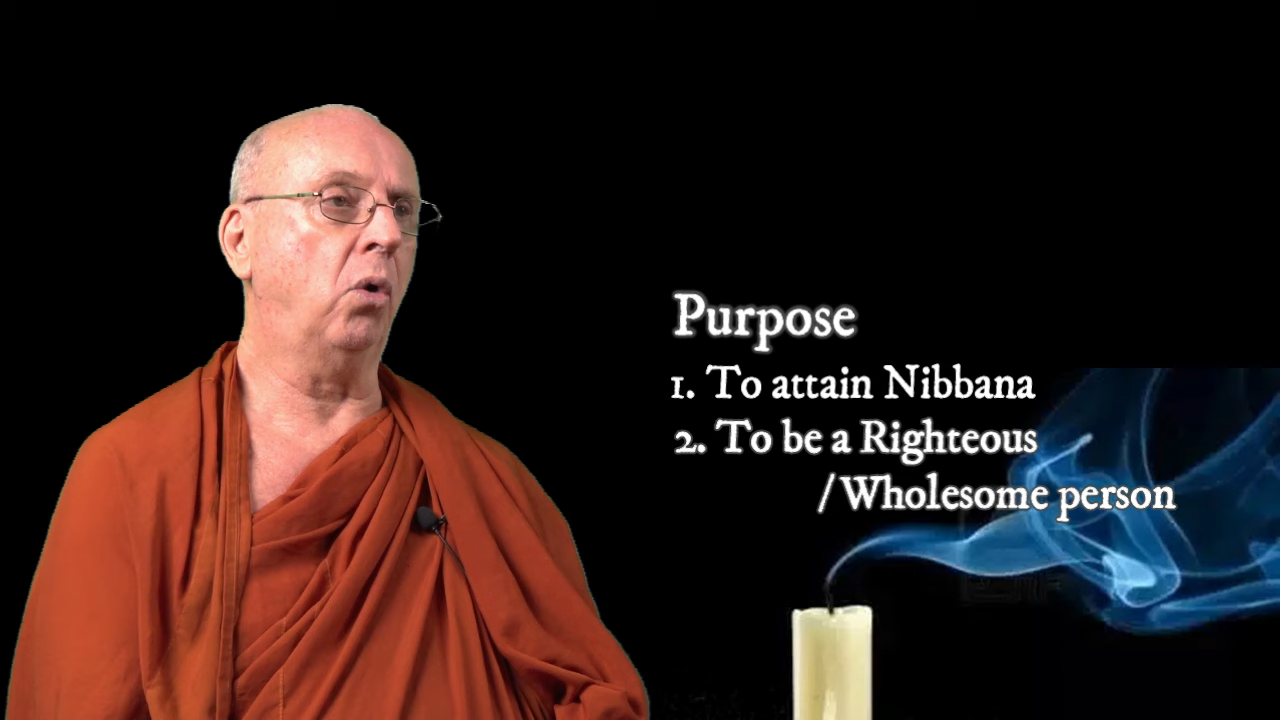 Purpose
1. To attain Nibbana
2. To be a Righteous
/Wholesome person